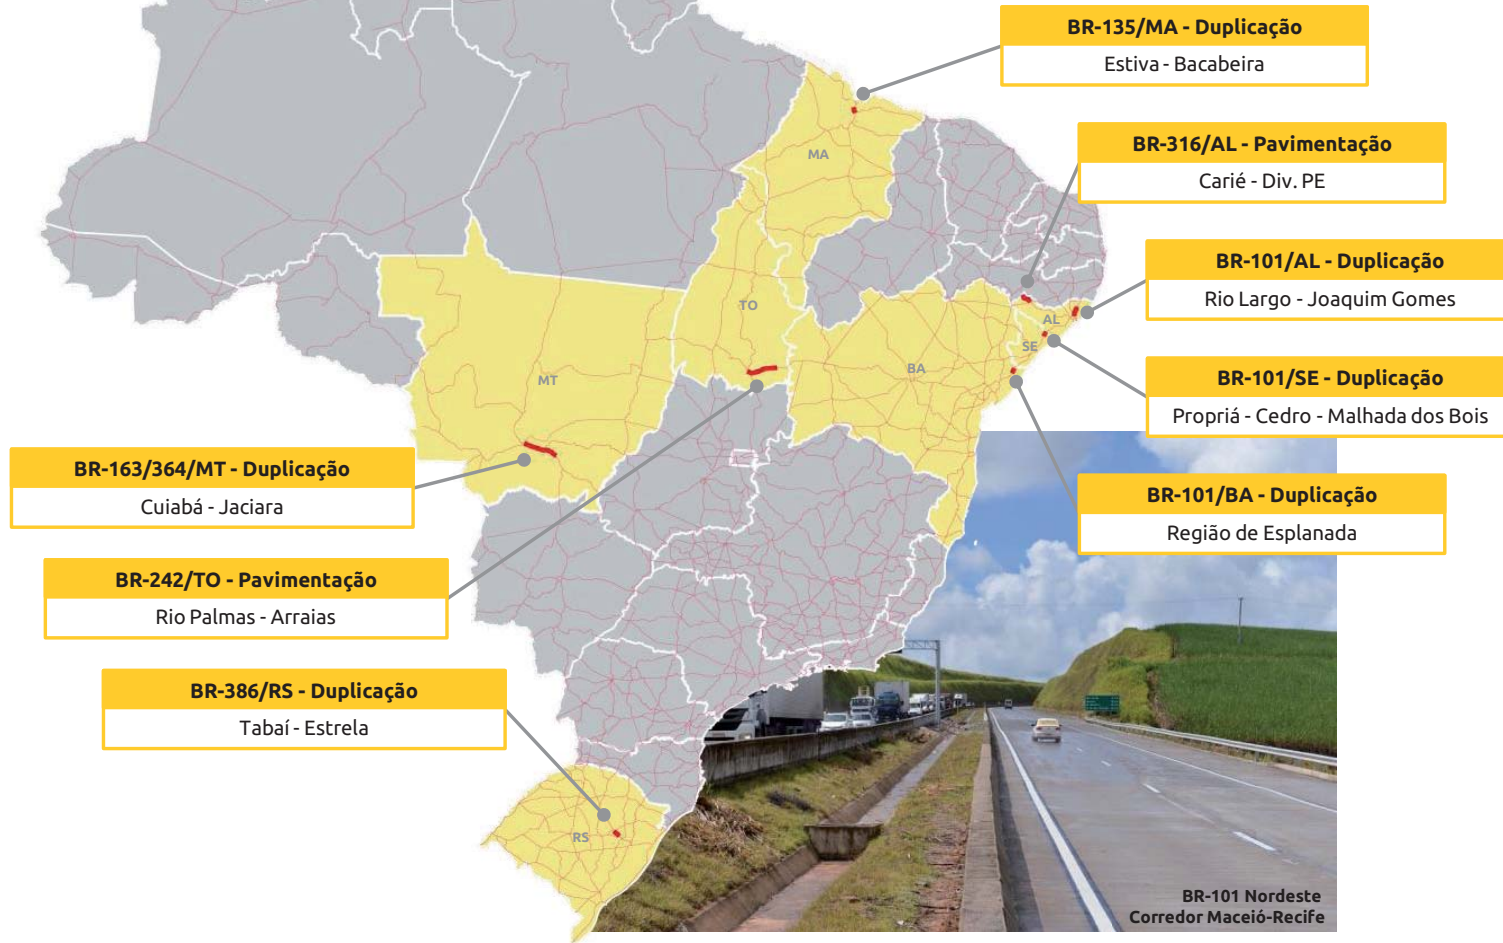 BR-135/MA - Duplicação
Estiva - Bacabeira
BR-316/AL - Pavimentação
Carié - Div. PE
BR-101/AL - Duplicação
Rio Largo - Joaquim Gomes
BR-101/SE - Duplicação
Propriá - Cedro - Malhada dos Bois
BR-101/BA - Duplicação
Região de Esplanada
BR-163/364/MT - Duplicação
Cuiabá - Jaciara
BR-242/TO - Pavimentação
Rio Palmas - Arraias
BR-386/RS - Duplicação
Tabaí - Estrela
MA
TO
AL
SE
BA
MT
RS
BR-101 Nordeste
Corredor Maceió-Recife